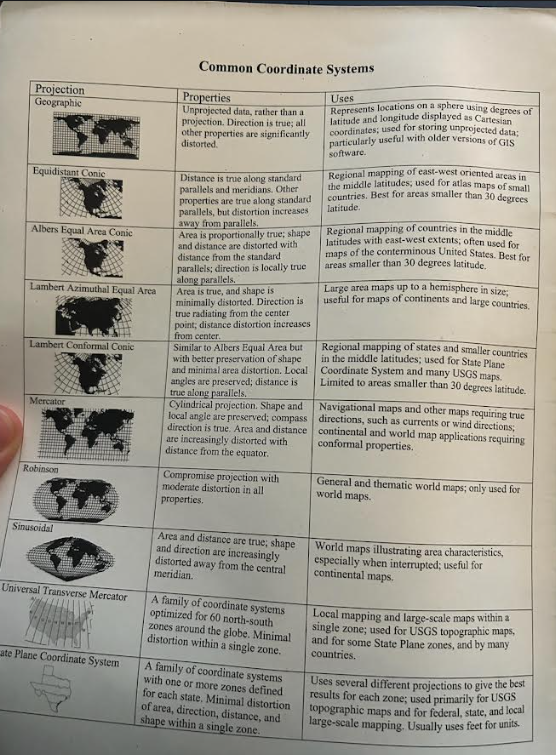 Common Coordinate Systems
Projection
Properties
Uses
Geographic
Unprojected data, rather than a
projection. Direction is true; all
other properties are significantly
distorted.
Represents locations on a sphere using degrees of
latitude and longitude displayed as Cartesian
coordinates; used for storing unprojected data;
particularly useful with older versions of GIS
software.
Equidistant Conic
Distance is true along standard
parallels and meridians. Other
properties are true along standard
parallels, but distortion increases
away from parallels.
Regional mapping of east-west oriented areas in
the middle latitudes; used for atlas maps of small
countries. Best for areas smaller than 30 degrees
latitude.
Albers Equal Area Conic
Area is proportionally true; shape
and distance are distorted with
distance from the standard
parallels; direction is locally true
along parallels.
Regional mapping of countries in the middle
latitudes with east-west extents; often used for
maps of the conterminous United States. Best for
areas smaller than 30 degrees latitude.
Lambert Azimuthal Equal Area
Area is true, and shape is
minimally distorted. Direction is
true radiating from the center
point; distance distortion increases
from center.
Large area maps up to a hemisphere in size;
useful for maps of continents and large countries.
Lambert Conformal Conic
Similar to Albers Equal Area but
with better preservation of shape
and minimal area distortion. Local
angles are preserved; distance is
true along parallels.
Regional mapping of states and smaller countries
in the middle latitudes; used for State Plane
Coordinate System and many USGS maps.
Limited to areas smaller than 30 degrees latitude.
Mercator
Cylindrical projection. Shape and
local angle are preserved; compass
direction is true. Area and distance
are increasingly distorted with
distance from the equator.
Navigational maps and other maps requiring true
directions, such as currents or wind directions;
continental and world map applications requiring
conformal properties.
Robinson
Compromise projection with
moderate distortion in all
properties.
General and thematic world maps; only used for
world maps.
Sinusoidal
Area and distance are true; shape
and direction are increasingly
distorted away from the central
meridian.
World maps illustrating area characteristics,
especially when interrupted; useful for
continental maps.
Universal Transverse Mercator
A family of coordinate systems
optimized for 60 north-south
zones around the globe. Minimal
distortion within a single zone.
Local mapping and large-scale maps within a
single zone; used for USGS topographic maps,
and for some State Plane zones, and by many
countries.
ate Plane Coordinate System
A family of coordinate systems
with one or more zones defined
for each state. Minimal distortion
of area, direction, distance, and
shape within a single zone.
Uses several different projections to give the best
results for each zone; used primarily for USGS
topographic maps and for federal, state, and local
large-scale mapping. Usually uses feet for units.